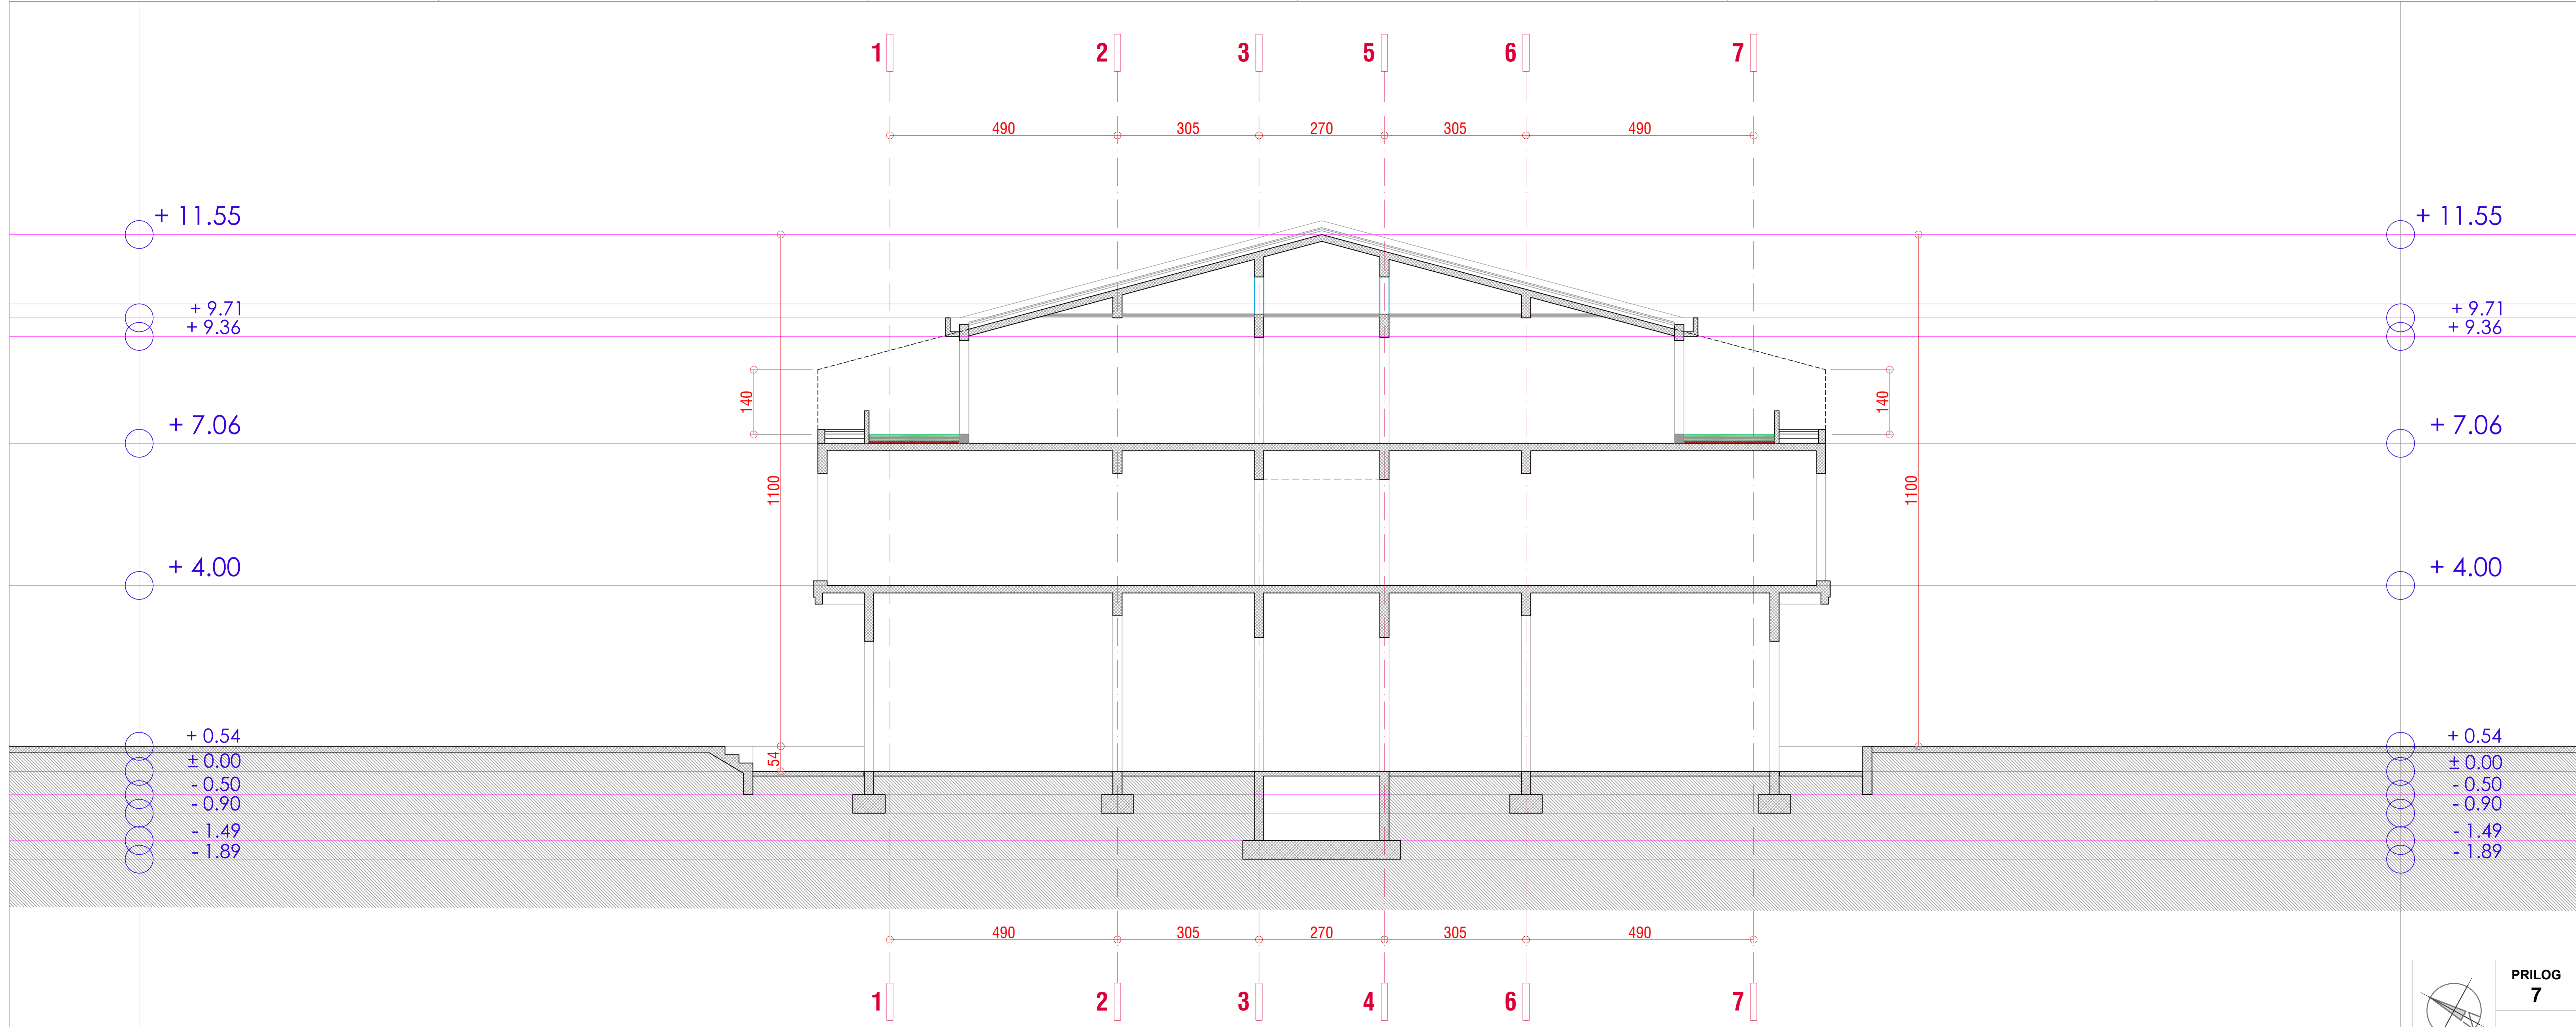 1 2 3 5 6 7
490 305 270 305 490
+ 11.55 + 11.55
+ 9.71 + 9.71
+ 9.36 + 9.36
140 140
+ 7.06 + 7.06
1100 1100
+ 4.00 + 4.00
+ 0.54 + 0.54
54
± 0.00 ± 0.00
- 0.50 - 0.50
- 0.90 - 0.90
- 1.49 - 1.49
- 1.89 - 1.89
490 305 270 305 490
1 2 3 4 6 7
PRILOG
7